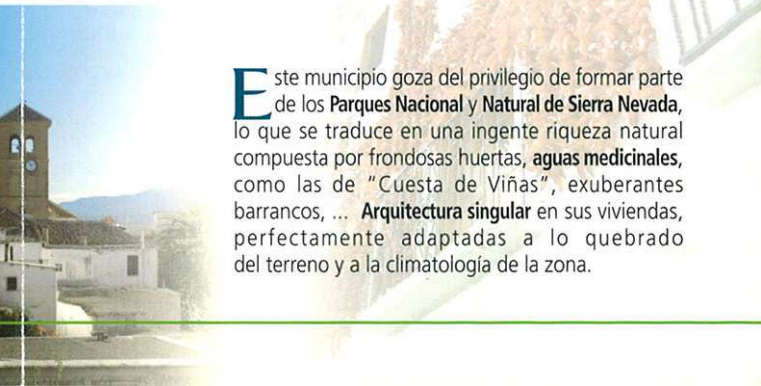 Este municipio goza del privilegio de formar parte
de los Parques Nacional y Natural de Sierra Nevada,
lo que se traduce en una ingente riqueza natural
compuesta por frondosas huertas, aguas medicinales,
como las de "Cuesta de Viñas", exuberantes
barrancos, ... Arquitectura singular en sus viviendas,
perfectamente adaptadas a lo quebrado
del terreno y a la climatología de la zona.